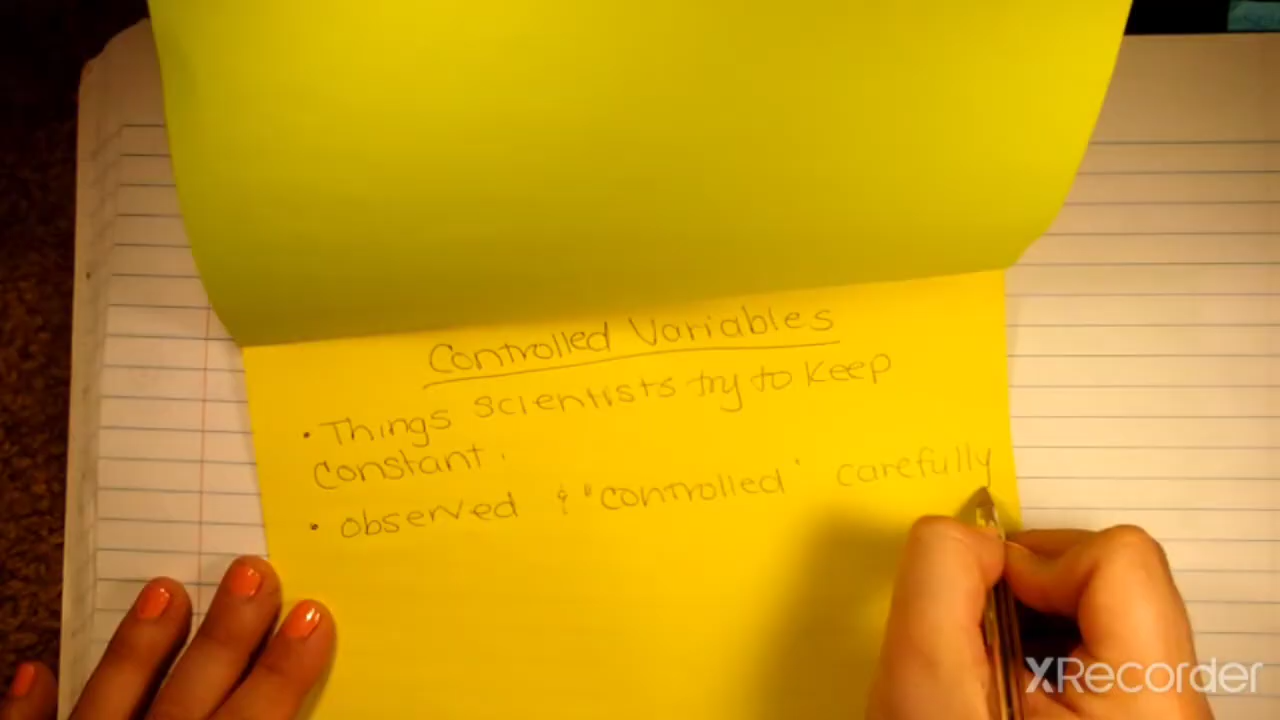 Controlled Variables
• Things scientists try to keep
constant.
• observed & "controlled" carefully
XRecorder